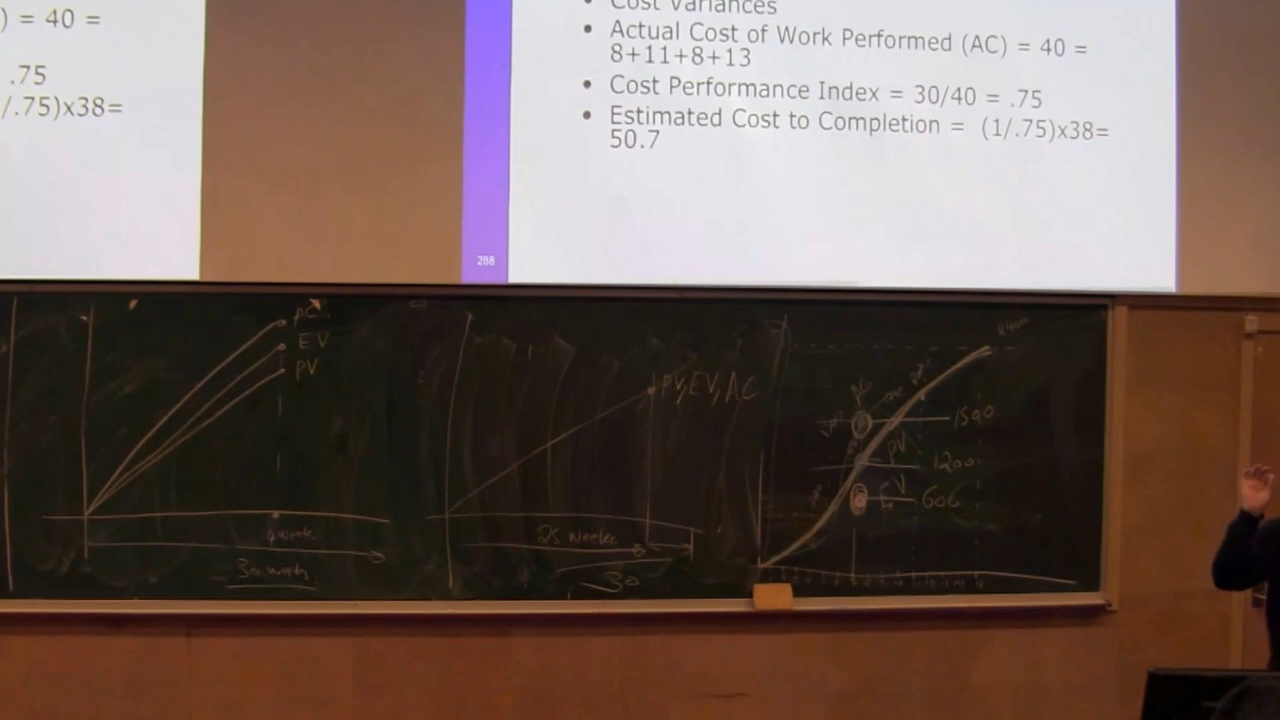 ) = 40 =
.75
/.75)x38=
Cost Variances
Actual Cost of Work Performed (AC) = 40 =
8+11+8+13
Cost Performance Index = 30/40 = .75
Estimated Cost to Completion = (1/.75)x38=
50.7
288
AC
EV
PV
PV, EV, AC
25 weeks
30
AC
PV
1200
EV
600